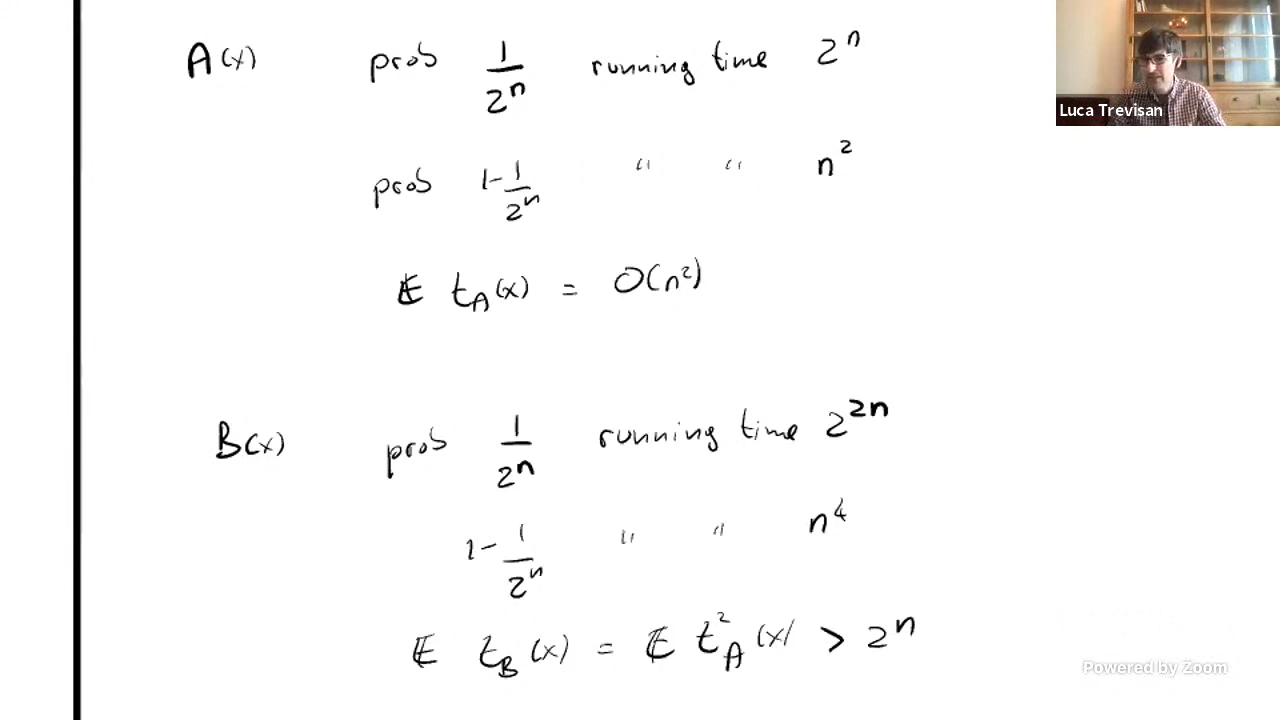 A(x) prob 1/2^n running time 2^n
Luca Trevisan
prob 1-1/2^n " " n^2
𝔼 t_A(x) = O(n^2)
B(x) prob 1/2^n running time 2^2n
1-1/2^n " " n^4
𝔼 t_B(x) = 𝔼 t_A^2(x) > 2^n
Powered by Zoom